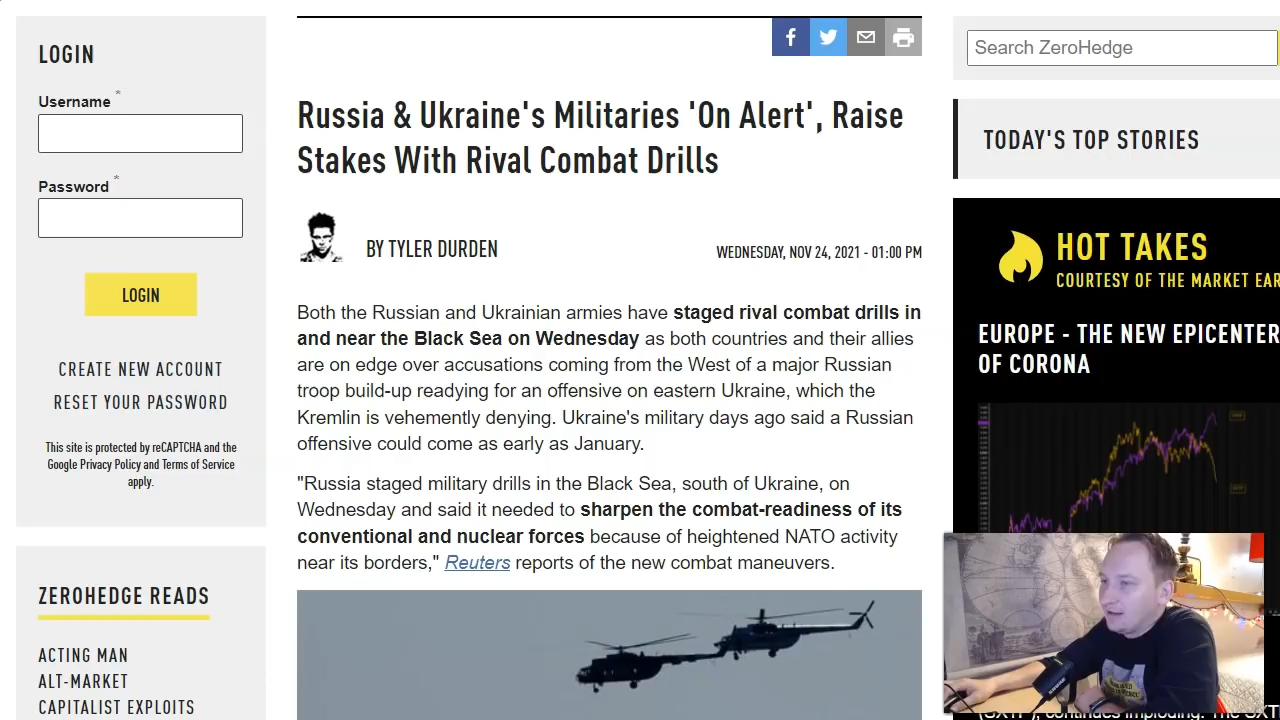 LOGIN
Username *
Password *
LOGIN
CREATE NEW ACCOUNT
RESET YOUR PASSWORD
This site is protected by reCAPTCHA and the
Google Privacy Policy and Terms of Service
apply.
ZEROHEDGE READS
ACTING MAN
ALT-MARKET
CAPITALIST EXPLOITS
Russia & Ukraine's Militaries 'On Alert', Raise
Stakes With Rival Combat Drills
BY TYLER DURDEN
WEDNESDAY, NOV 24, 2021 - 01:00 PM
Both the Russian and Ukrainian armies have staged rival combat drills in
and near the Black Sea on Wednesday as both countries and their allies
are on edge over accusations coming from the West of a major Russian
troop build-up readying for an offensive on eastern Ukraine, which the
Kremlin is vehemently denying. Ukraine's military days ago said a Russian
offensive could come as early as January.
"Russia staged military drills in the Black Sea, south of Ukraine, on
Wednesday and said it needed to sharpen the combat-readiness of its
conventional and nuclear forces because of heightened NATO activity
near its borders," Reuters reports of the new combat maneuvers.
Search ZeroHedge
TODAY'S TOP STORIES
HOT TAKES
COURTESY OF THE MARKET EAR
EUROPE - THE NEW EPICENTER
OF CORONA
continues imploding. The SXT